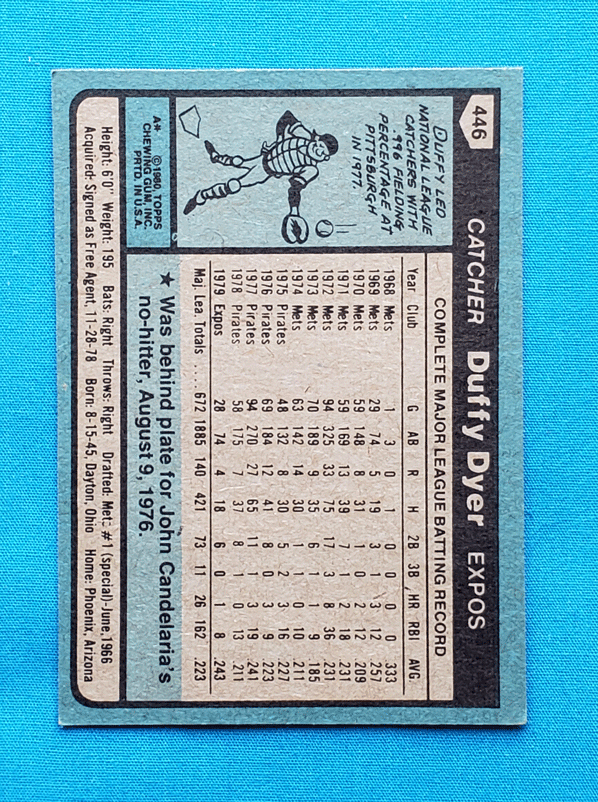 446 CATCHER Duffy Dyer EXPOS
DUFFY LED
NATIONAL LEAGUE
CATCHERS WITH
.996 FIELDING
PERCENTAGE AT
PITTSBURGH
IN 1977.
A*
©1980, TOPPS
CHEWING GUM, INC.
PRTD. IN U.S.A.
COMPLETE MAJOR LEAGUE BATTING RECORD
Year Club G AB R H 2B 3B HR RBI AVG.
1968 Mets 1 3 0 1 0 0 0 0 .333
1969 Mets 29 74 5 19 3 1 3 12 .257
1970 Mets 59 148 8 31 1 0 2 12 .209
1971 Mets 59 169 13 39 7 1 2 18 .231
1972 Mets 94 325 33 75 17 3 8 36 .231
1973 Mets 70 189 9 35 6 1 1 9 .185
1974 Mets 63 142 14 30 1 1 0 10 .211
1975 Pirates 48 132 8 30 5 2 3 16 .227
1976 Pirates 69 184 12 41 8 0 3 9 .223
1977 Pirates 94 270 27 65 11 1 3 19 .241
1978 Pirates 58 175 7 37 8 1 0 13 .211
1979 Expos 28 74 4 18 6 0 1 8 .243
Maj. Lea. Totals .... 672 1885 140 421 73 11 26 162 .223
★ Was behind plate for John Candelaria's
no-hitter, August 9, 1976.
Height: 6'0" Weight: 195 Bats: Right Throws: Right Drafted: Mets #1 (special)-June, 1966
Acquired: Signed as Free Agent, 11-28-78 Born: 8-15-45, Dayton, Ohio Home: Phoenix, Arizona